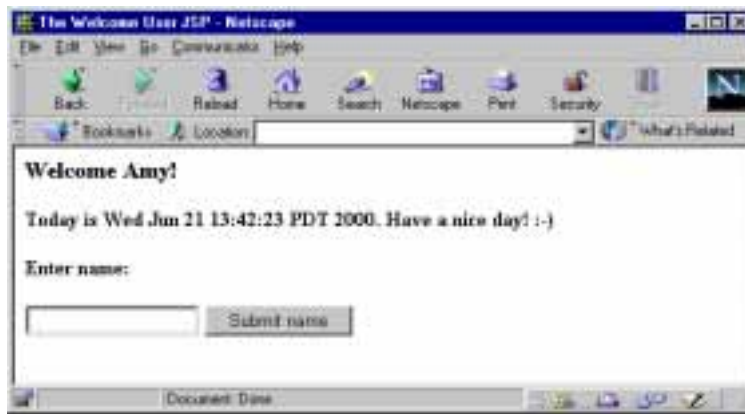 The Welcome User JSP - Netscape
File Edit View Go Communicator Help
Back Forward Reload Home Search Netscape Print Security
Bookmarks Location What's Related
Welcome Amy!
Today is Wed Jun 21 13:42:23 PDT 2000. Have a nice day! :-)
Enter name:
Submit name
Document: Done